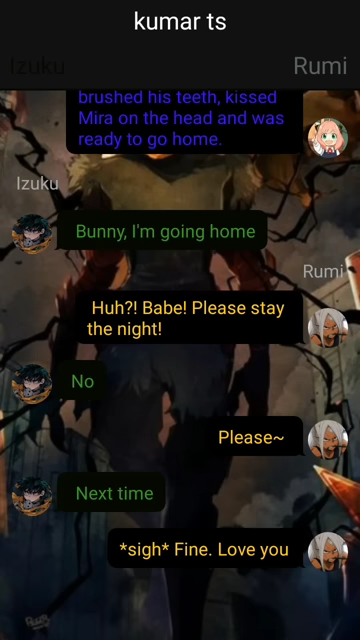 kumar ts
Izuku
Rumi
brushed his teeth, kissed
Mira on the head and was
ready to go home.
Izuku
Bunny, I'm going home
Rumi
Huh?! Babe! Please stay
the night!
No
Please~
Next time
*sigh* Fine. Love you